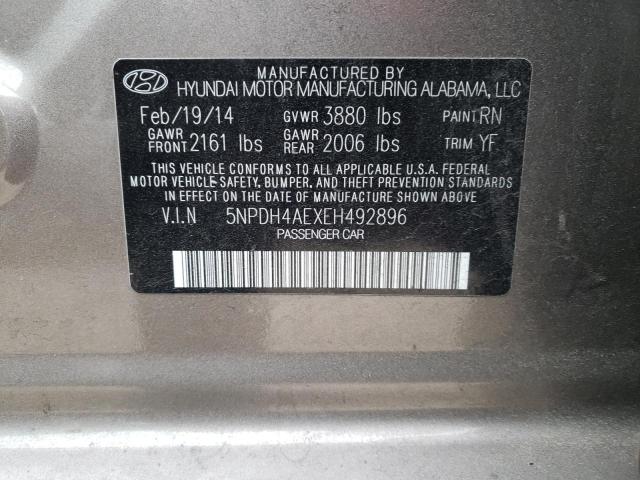 MANUFACTURED BY
HYUNDAI MOTOR MANUFACTURING ALABAMA, LLC
Feb/19/14 GVWR 3880 lbs PAINT RN
GAWR FRONT 2161 lbs GAWR REAR 2006 lbs TRIM YF
THIS VEHICLE CONFORMS TO ALL APPLICABLE U.S.A. FEDERAL
MOTOR VEHICLE SAFETY, BUMPER, AND THEFT PREVENTION STANDARDS
IN EFFECT ON THE DATE OF MANUFACTURE SHOWN ABOVE.
V.I.N 5NPDH4AEXEH492896
PASSENGER CAR